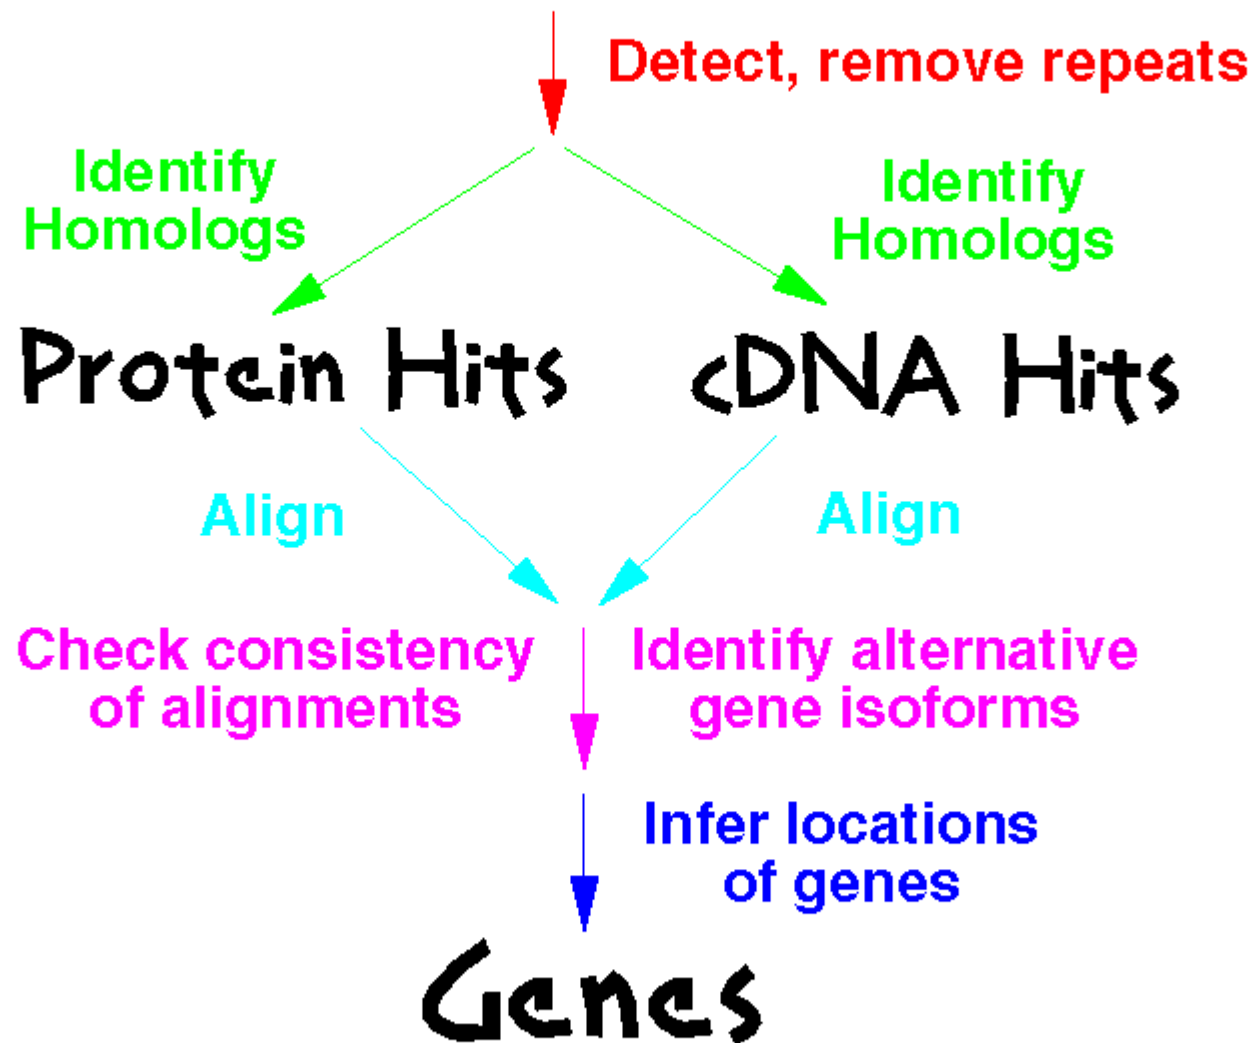 Detect, remove repeats
Identify
Homologs
Identify
Homologs
Protein Hits
cDNA Hits
Align
Align
Check consistency
of alignments
Identify alternative
gene isoforms
Infer locations
of genes
Genes